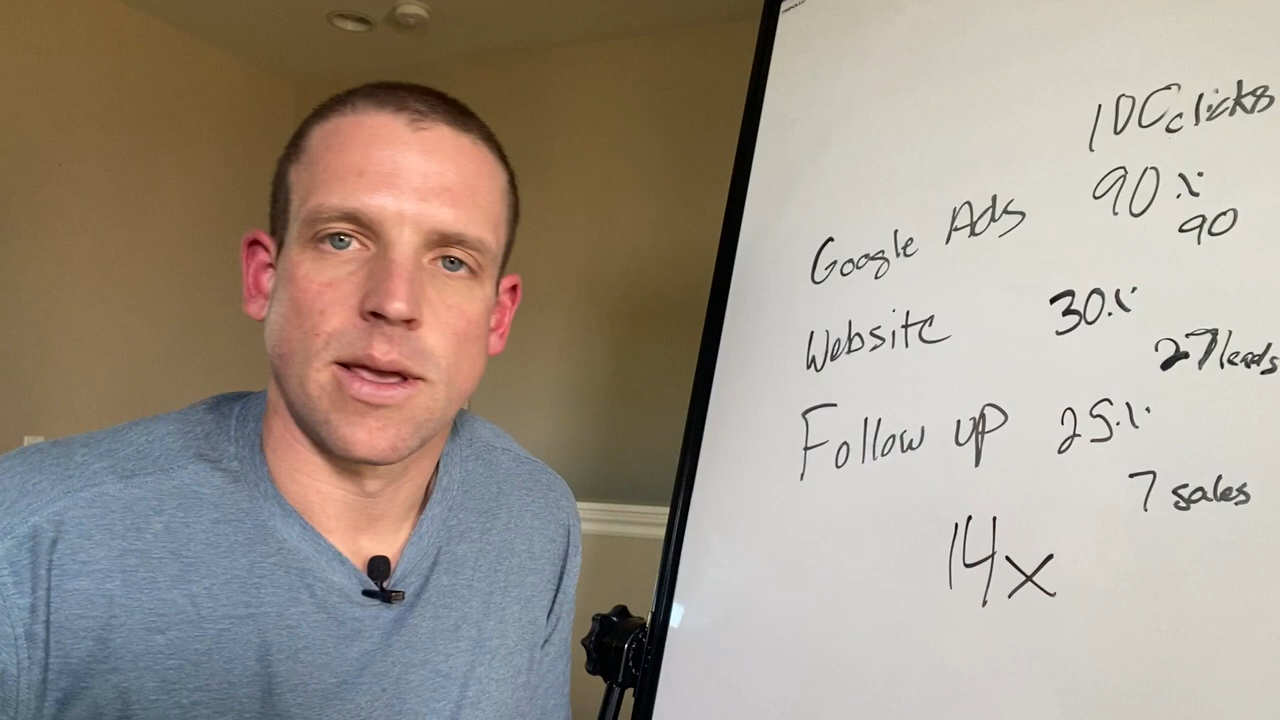 100 clicks
Google Ads 90%
90
Website 30%
27 leads
Follow up 25%
7 sales
14x